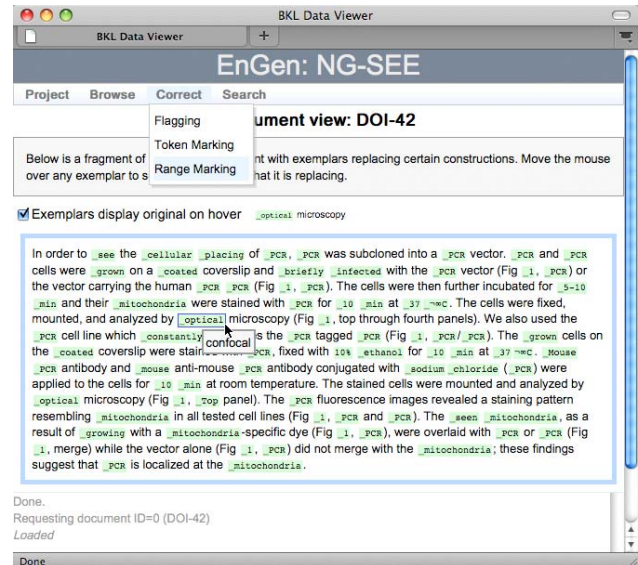 BKL Data Viewer
BKL Data Viewer +
EnGen: NG-SEE
Project Browse Correct Search
Flagging
Token Marking
Range Marking
ument view: DOI-42
Below is a fragment of nt with exemplars replacing certain constructions. Move the mouse
over any exemplar to s hat it is replacing.
Exemplars display original on hover _optical microscopy
In order to _see the _cellular _placing of _PCR, _PCR was subcloned into a _PCR vector. _PCR and _PCR
cells were _grown on a _coated coverslip and _briefly _infected with the _PCR vector (Fig _1, _PCR) or
the vector carrying the human _PCR _PCR (Fig _1, _PCR). The cells were then further incubated for _5-10
_min and their _mitochondria were stained with _PCR for _10 _min at _37 ¬∞C. The cells were fixed,
mounted, and analyzed by _optical microscopy (Fig _1, top through fourth panels). We also used the
_PCR cell line which _constantly es the _PCR tagged _PCR (Fig _1, _PCR/_PCR). The _grown cells on
confocal
the _coated coverslip were stain _PCR, fixed with 10% _ethanol for _10 _min at _37 ¬∞C. _Mouse
_PCR antibody and _mouse anti-mouse _PCR antibody conjugated with _sodium_chloride (_PCR) were
applied to the cells for _10 _min at room temperature. The stained cells were mounted and analyzed by
_optical microscopy (Fig _1, _Top panel). The _PCR fluorescence images revealed a staining pattern
resembling _mitochondria in all tested cell lines (Fig _1, _PCR and _PCR). The _seen _mitochondria, as a
result of _growing with a _mitochondria-specific dye (Fig _1, _PCR), were overlaid with _PCR or _PCR (Fig
_1, merge) while the vector alone (Fig _1, _PCR) did not merge with the _mitochondria; these findings
suggest that _PCR is localized at the _mitochondria.
Done.
Requesting document ID=0 (DOI-42)
Loaded
Done